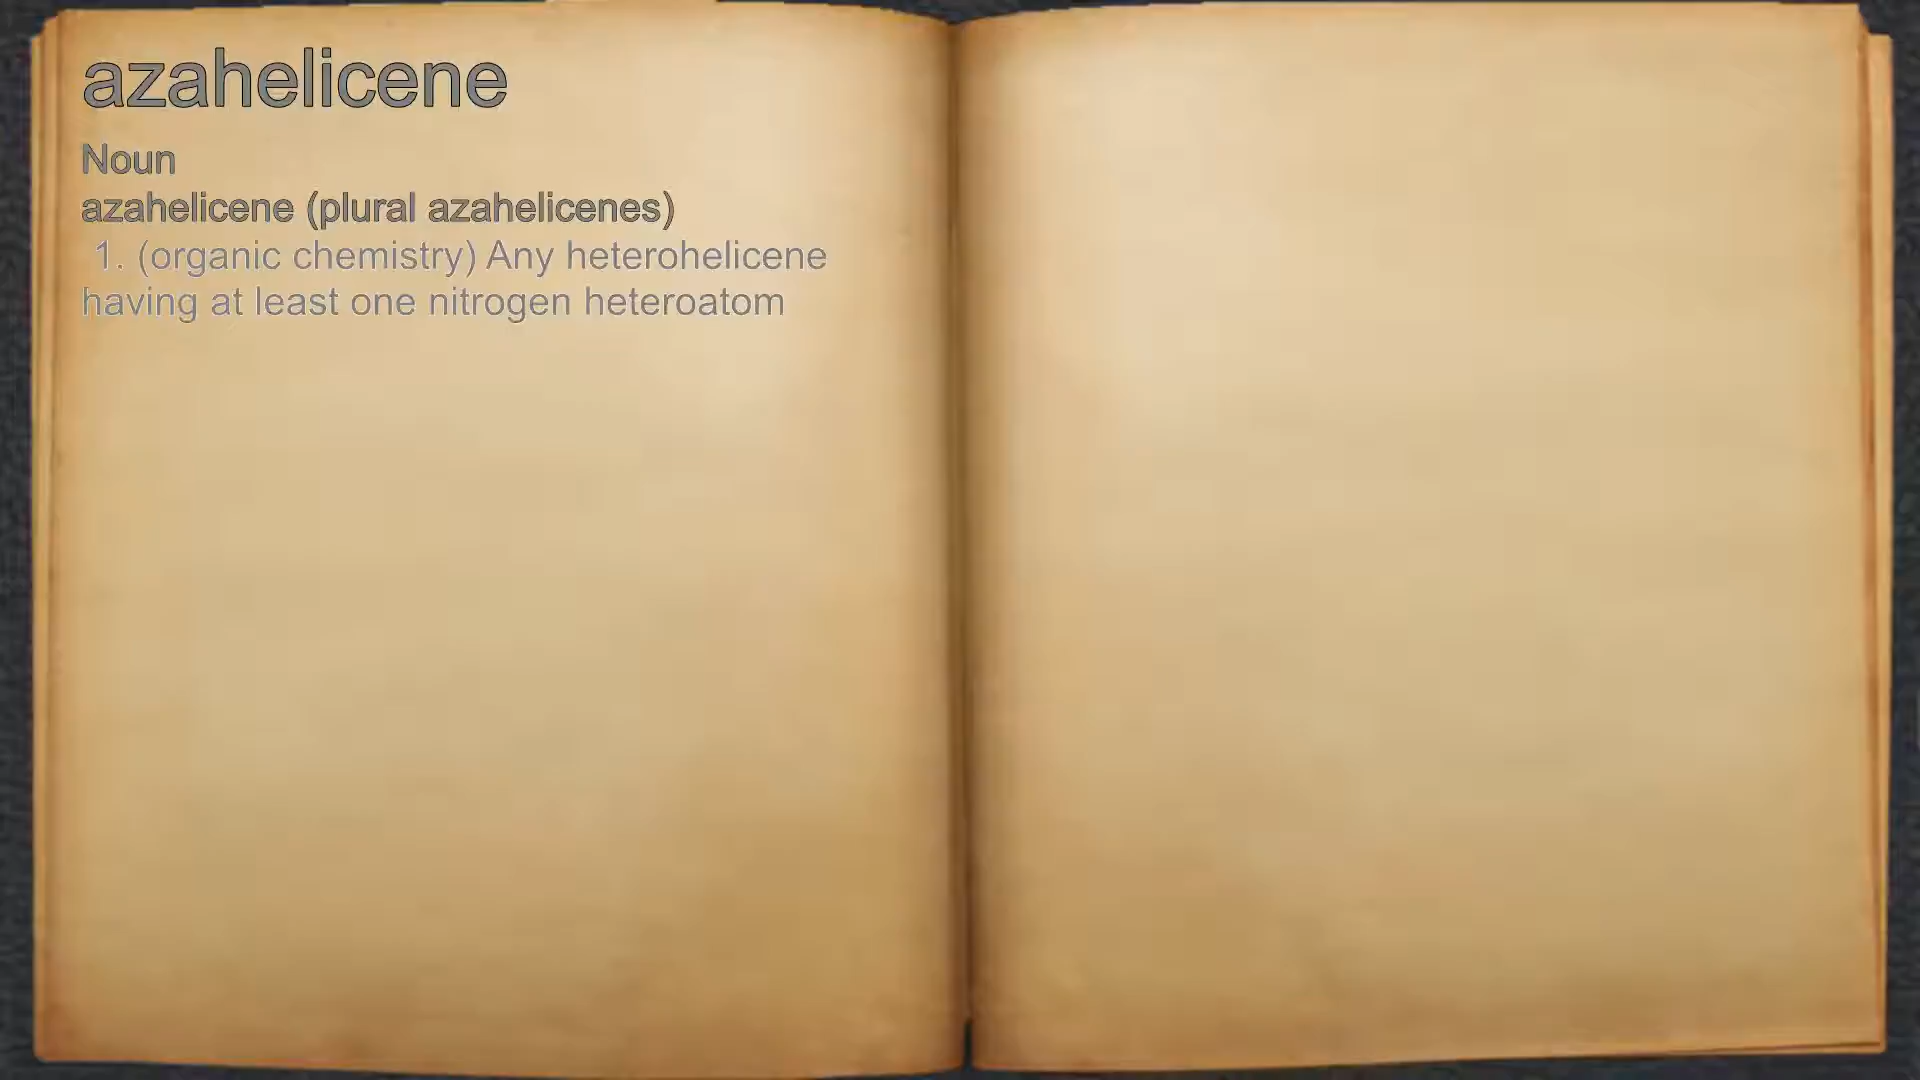 azahelicene
Noun
azahelicene (plural azahelicenes)
1. (organic chemistry) Any heterohelicene
having at least one nitrogen heteroatom